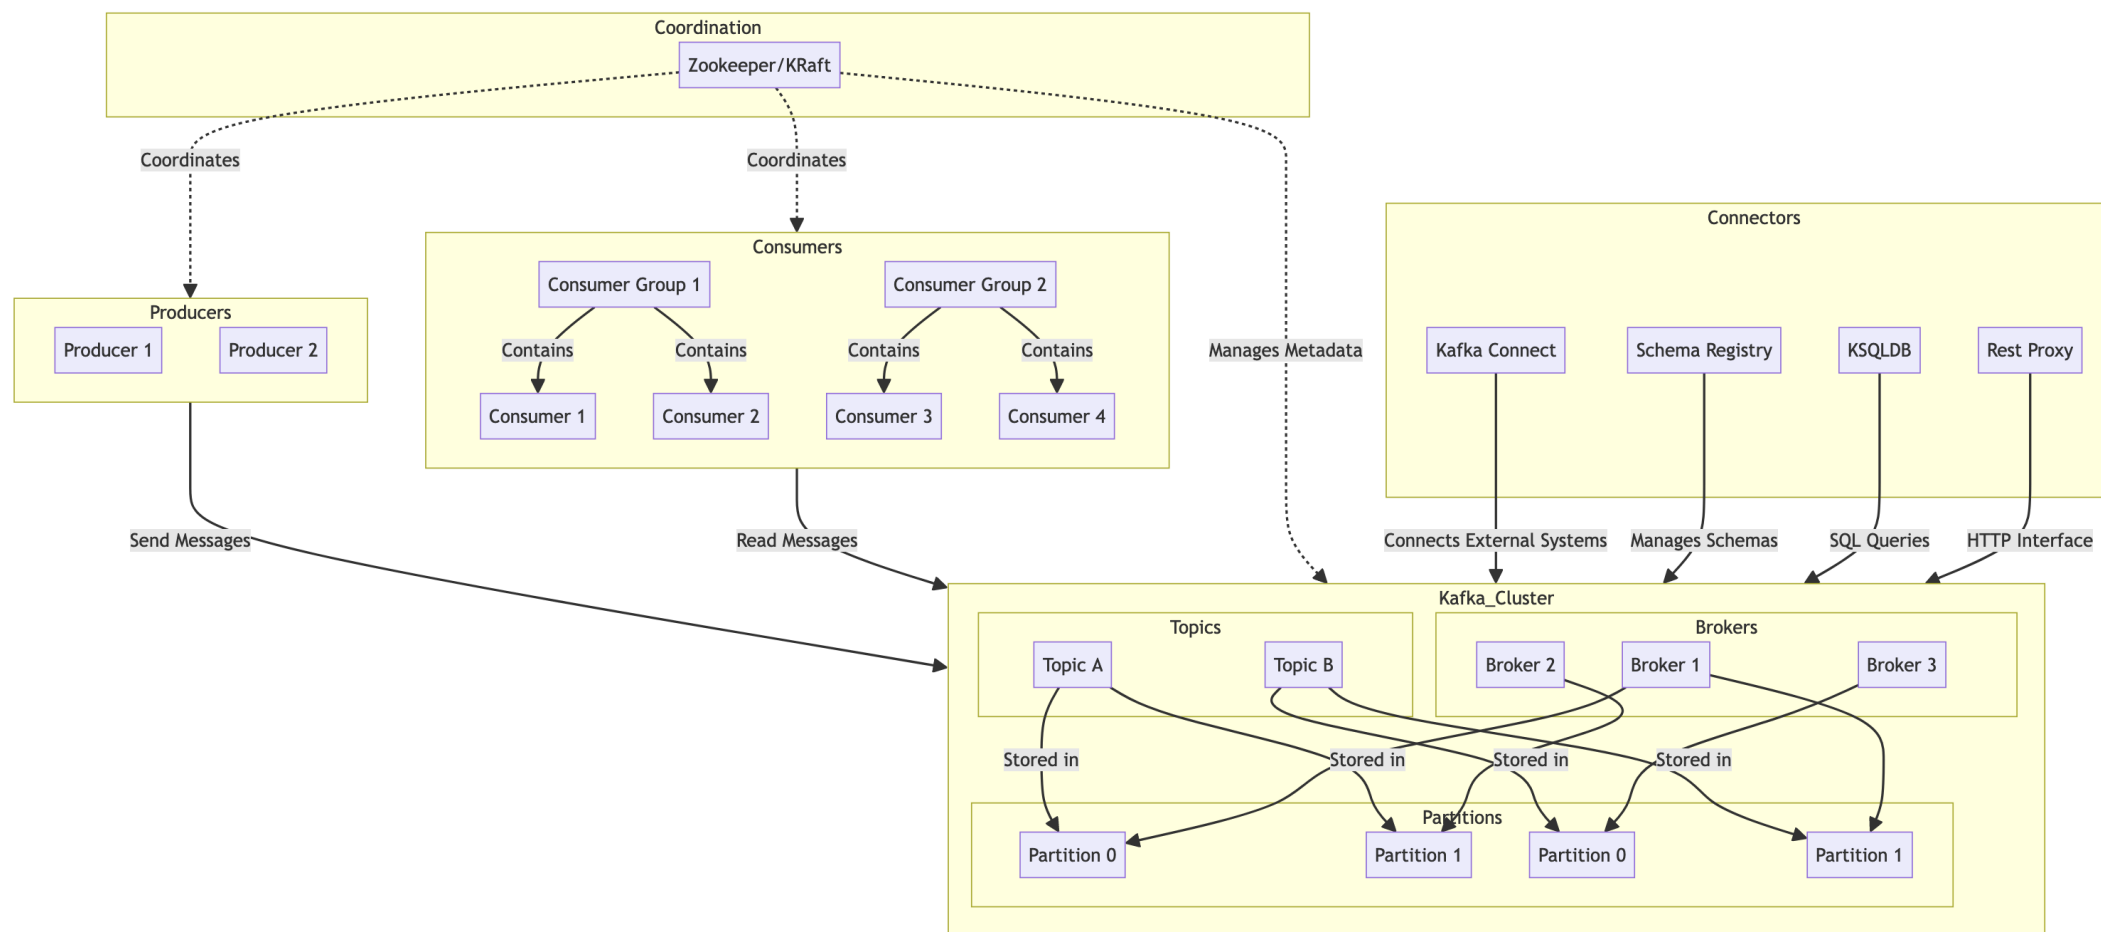 Coordination
Zookeeper/KRaft
Coordinates
Coordinates
Manages Metadata
Producers
Producer 1
Producer 2
Consumers
Consumer Group 1
Consumer Group 2
Contains
Contains
Contains
Contains
Consumer 1
Consumer 2
Consumer 3
Consumer 4
Connectors
Kafka Connect
Schema Registry
KSQLDB
Rest Proxy
Send Messages
Read Messages
Connects External Systems
Manages Schemas
SQL Queries
HTTP Interface
Kafka_Cluster
Topics
Topic A
Topic B
Brokers
Broker 2
Broker 1
Broker 3
Stored in
Stored in
Stored in
Stored in
Partitions
Partition 0
Partition 1
Partition 0
Partition 1